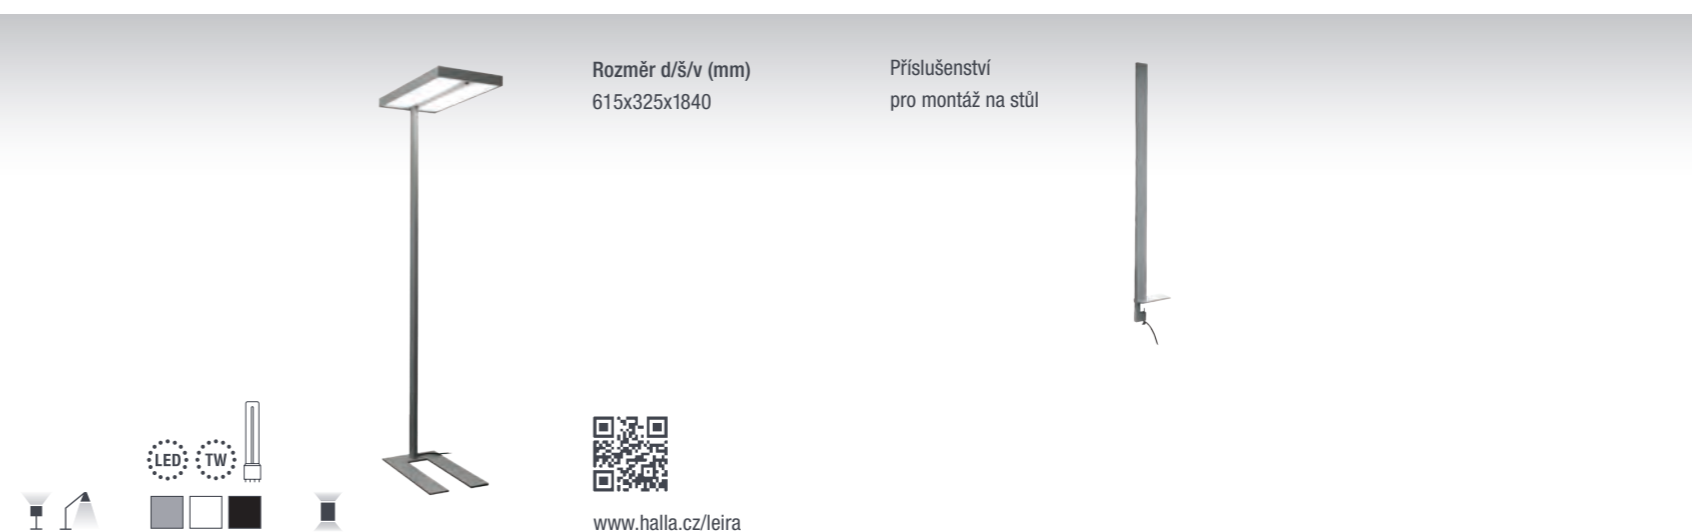 Rozměr d/š/v (mm)
615x325x1840
Příslušenství
pro montáž na stůl
LED
TW
www.halla.cz/leira